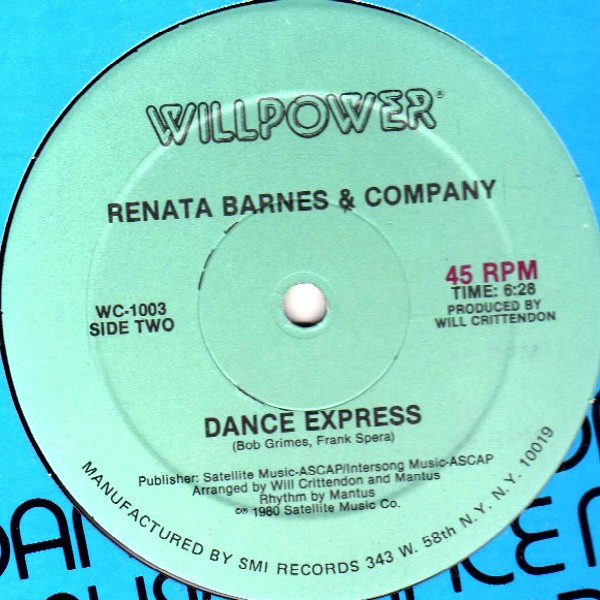 WILLPOWER®
RENATA BARNES & COMPANY
WC-1003
SIDE TWO
45 RPM
TIME: 6:28
PRODUCED BY
WILL CRITTENDON
DANCE EXPRESS
(Bob Grimes, Frank Spera)
Publisher: Satellite Music-ASCAP/Intersong Music-ASCAP
Arranged by Will Crittendon and Mantus
Rhythm by Mantus
©℗ 1980 Satellite Music Co.
MANUFACTURED BY SMI RECORDS 343 W. 58th N.Y. N.Y. 10019